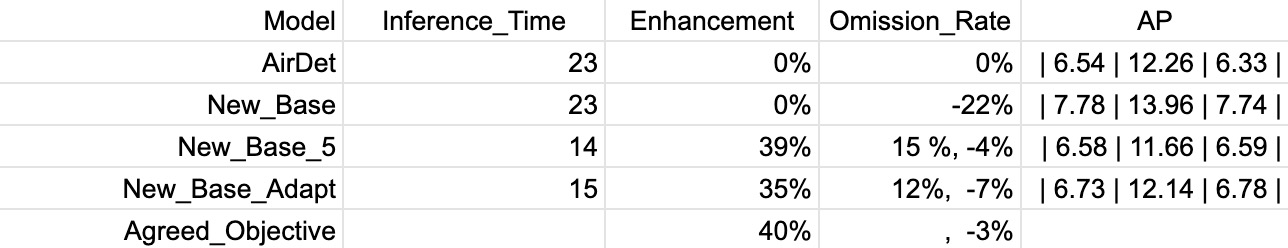 Model Inference_Time Enhancement Omission_Rate AP
AirDet 23 0% 0% | 6.54 | 12.26 | 6.33 |
New_Base 23 0% -22% | 7.78 | 13.96 | 7.74 |
New_Base_5 14 39% 15 %, -4% | 6.58 | 11.66 | 6.59 |
New_Base_Adapt 15 35% 12%, -7% | 6.73 | 12.14 | 6.78 |
Agreed_Objective 40% , -3%